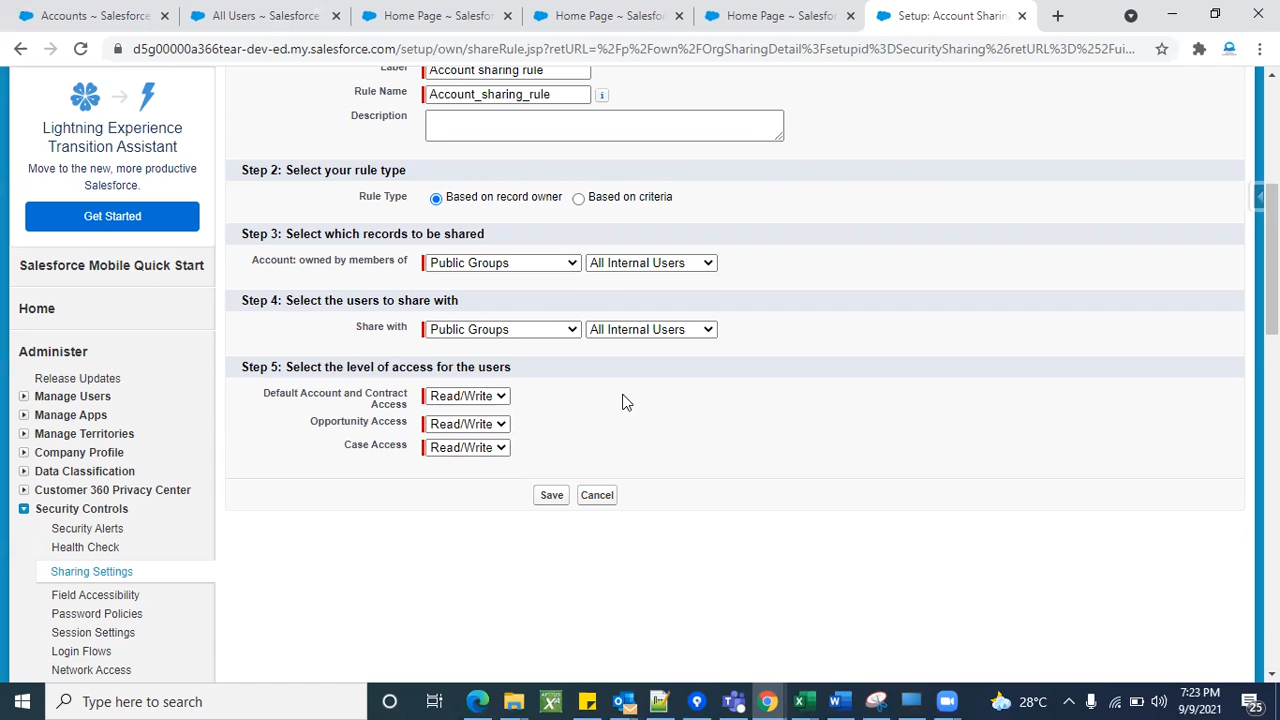 Accounts ~ Salesforce
All Users ~ Salesforce
Home Page ~ Salesfor
Home Page ~ Salesfor
Home Page ~ Salesfor
Setup: Account Sharin
d5g00000a366tear-dev-ed.my.salesforce.com/setup/own/shareRule.jsp?retURL=%2Fp%2Fown%2FOrgSharingDetail%3Fsetupid%3DSecuritySharing%26retURL%3D%252Fui...
Lightning Experience
Transition Assistant
Move to the new, more productive
Salesforce.
Get Started
Salesforce Mobile Quick Start
Home
Administer
Release Updates
Manage Users
Manage Apps
Manage Territories
Company Profile
Data Classification
Customer 360 Privacy Center
Security Controls
Security Alerts
Health Check
Sharing Settings
Field Accessibility
Password Policies
Session Settings
Login Flows
Network Access
Label Account sharing rule
Rule Name Account_sharing_rule
Description
Step 2: Select your rule type
Rule Type Based on record owner Based on criteria
Step 3: Select which records to be shared
Account: owned by members of Public Groups All Internal Users
Step 4: Select the users to share with
Share with Public Groups All Internal Users
Step 5: Select the level of access for the users
Default Account and Contract
Access Read/Write
Opportunity Access Read/Write
Case Access Read/Write
Save Cancel
Type here to search
28°C
7:23 PM
9/9/2021
25